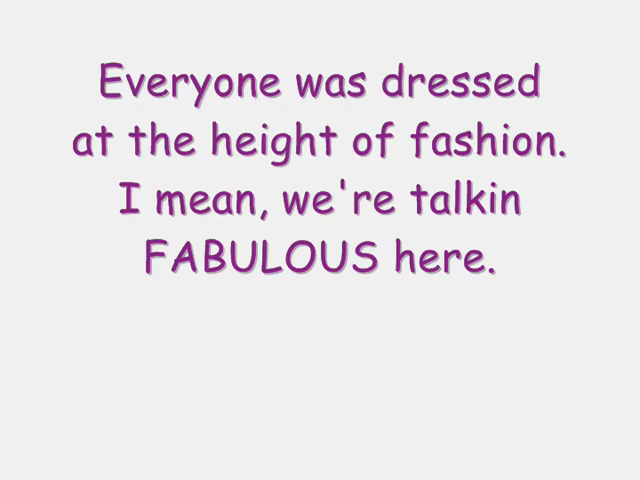 Everyone was dressed
at the height of fashion.
I mean, we're talkin
FABULOUS here.